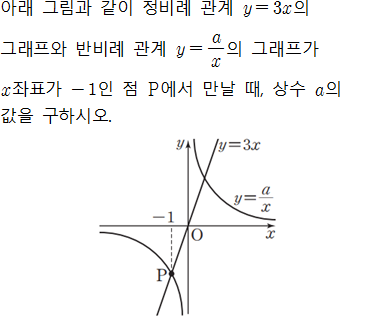 아래 그림과 같이 정비례 관계 y=3x의
그래프와 반비례 관계 y=a/x의 그래프가
x좌표가 -1인 점 P에서 만날 때, 상수 a의
값을 구하시오.
y
y=3x
y=a/x
-1
O
x
P